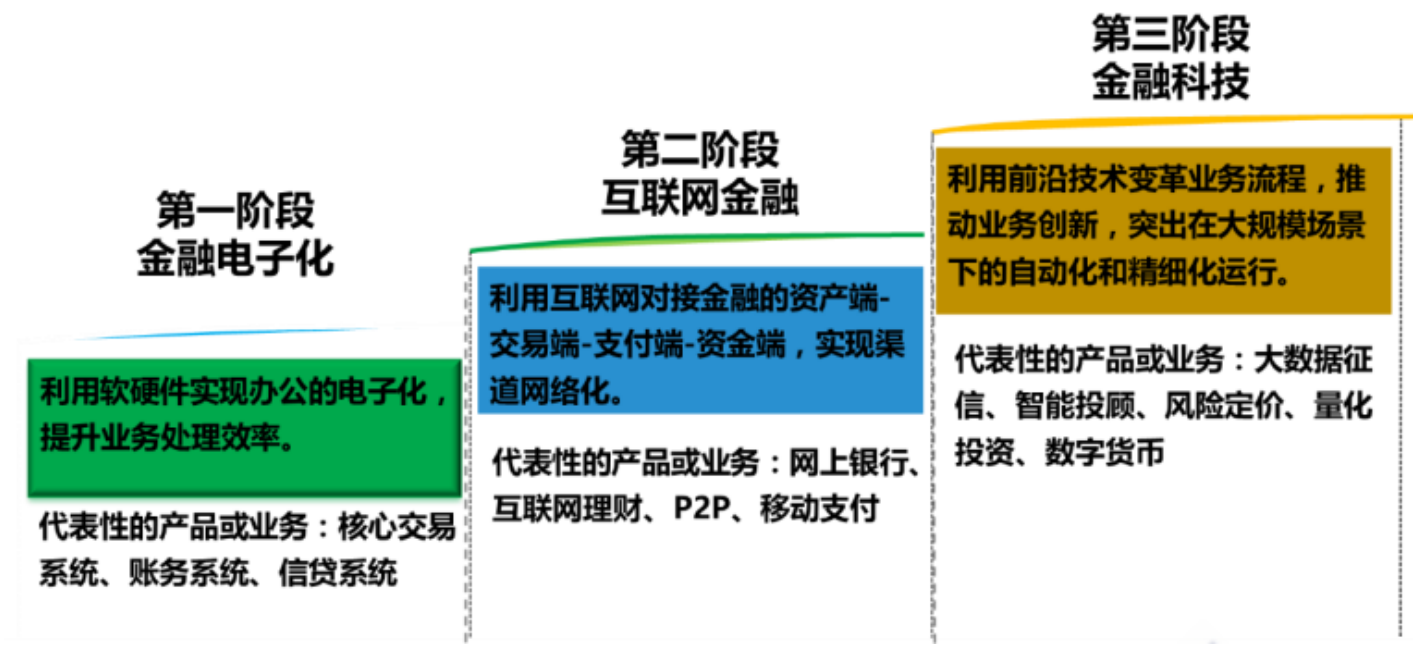 第一阶段
金融电子化
利用软硬件实现办公的电子化，
提升业务处理效率。
代表性的产品或业务：核心交易
系统、账务系统、信贷系统
第二阶段
互联网金融
利用互联网对接金融的资产端-
交易端-支付端-资金端，实现渠
道网络化。
代表性的产品或业务：网上银行、
互联网理财、P2P、移动支付
第三阶段
金融科技
利用前沿技术变革业务流程，推
动业务创新，突出在大规模场景
下的自动化和精细化运行。
代表性的产品或业务：大数据征
信、智能投顾、风险定价、量化
投资、数字货币